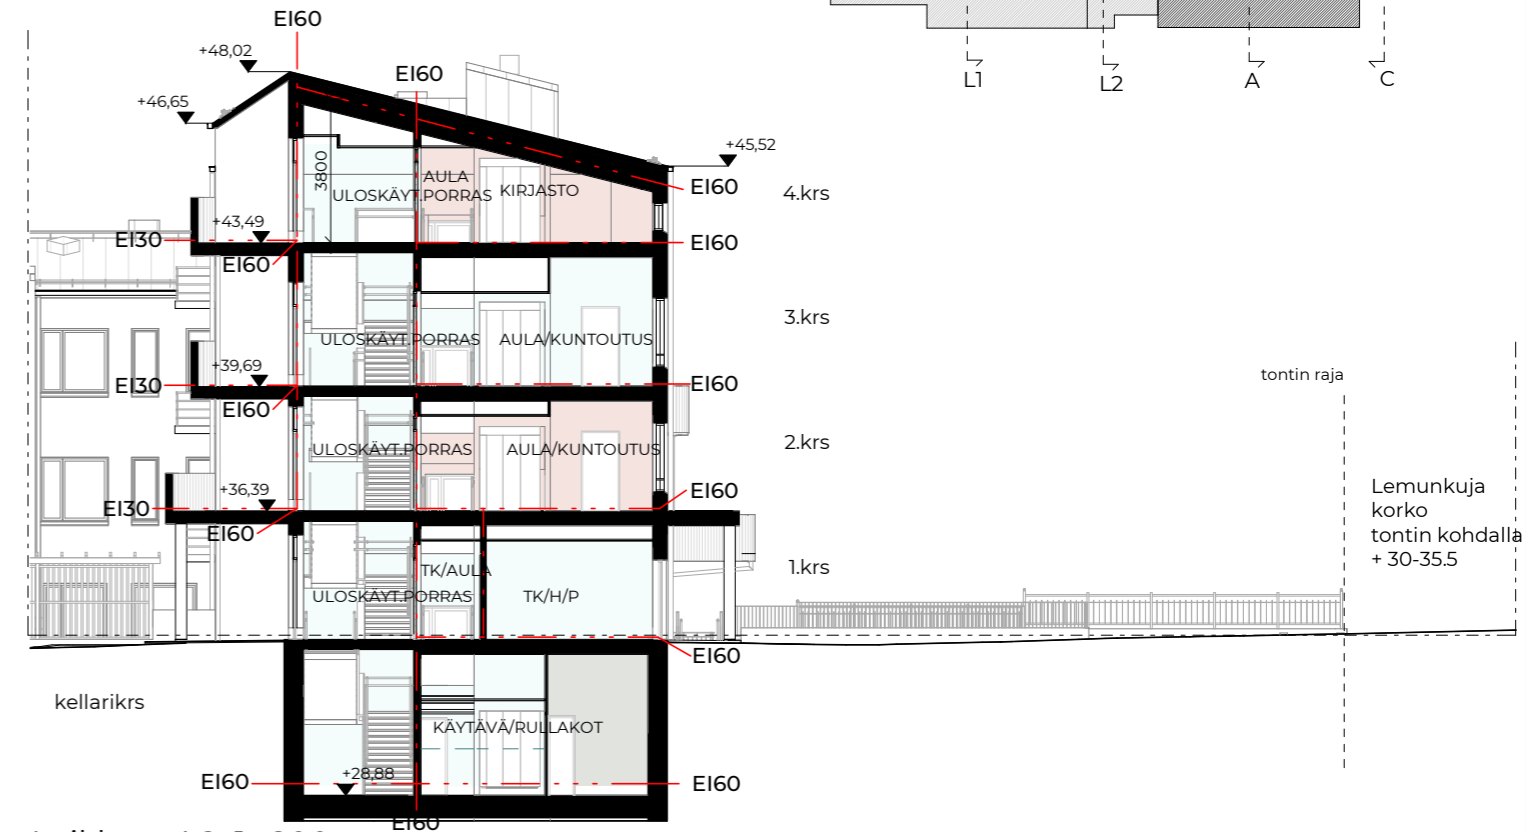 EI60
+48,02
EI60
+46,65
L1
L2
A
C
+45,52
3800
AULA
ULOSKÄYT.PORRAS
KIRJASTO
EI60
4.krs
+43,49
EI30
EI60
EI60
3.krs
ULOSKÄYT.PORRAS
AULA/KUNTOUTUS
+39,69
EI30
EI60
EI60
tontin raja
2.krs
ULOSKÄYT.PORRAS
AULA/KUNTOUTUS
+36,39
EI60
EI30
EI60
Lemunkuja
korko
tontin kohdalla
+ 30-35.5
TK/AULA
1.krs
ULOSKÄYT.PORRAS
TK/H/P
EI60
kellarikrs
KÄYTÄVÄ/RULLAKOT
+28,88
EI60
EI60
EI60